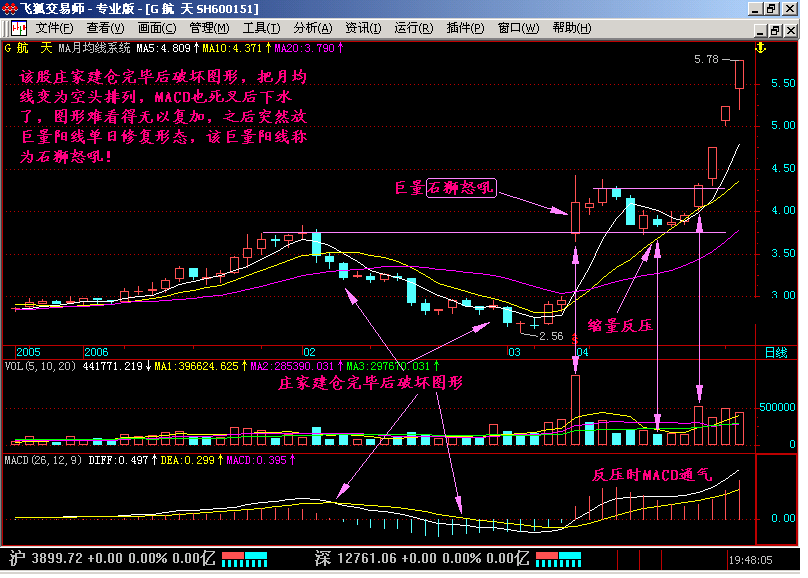 飞狐交易师 - 专业版 - [G 航  天 SH600151]
文件(F) 查看(V) 画面(C) 管理(M) 工具(T) 分析(A) 资讯(I) 运行(R) 插件(P) 窗口(W) 帮助(H)
G 航  天 MA月均线系统 MA5:4.809↑MA10:4.371↑MA20:3.790↑
5.78
该股庄家建仓完毕后破坏图形，把月均
线变为空头排列，MACD也死叉后下水
了，图形难看得无以复加，之后突然放
巨量阳线单日修复形态，该巨量阳线称
为石狮怒吼！
5.50
5.00
4.50
4.00
3.50
3.00
巨量石狮怒吼
缩量反压
2.56
2005 2006 02 03 04 日线
VOL(5,10,20) 441771.219↓MA1:396624.625↑MA2:285390.031↑MA3:297670.031↑
庄家建仓完毕后破坏图形
500000
0
MACD(26,12,9) DIFF:0.497↑DEA:0.299↑MACD:0.395↑
反压时MACD通气
0.00
沪 3899.72 +0.00 0.00% 0.00亿 深 12761.06 +0.00 0.00% 0.00亿 19:48:05